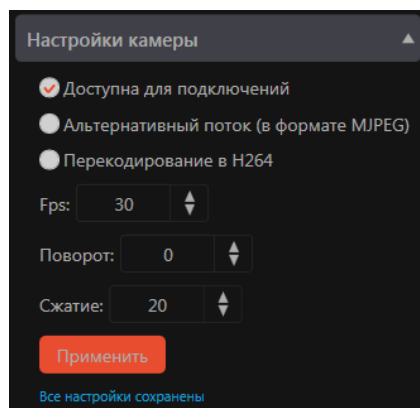 Настройки камеры
Доступна для подключений
Альтернативный поток (в формате MJPEG)
Перекодирование в H264
Fps: 30
Поворот: 0
Сжатие: 20
Применить
Все настройки сохранены